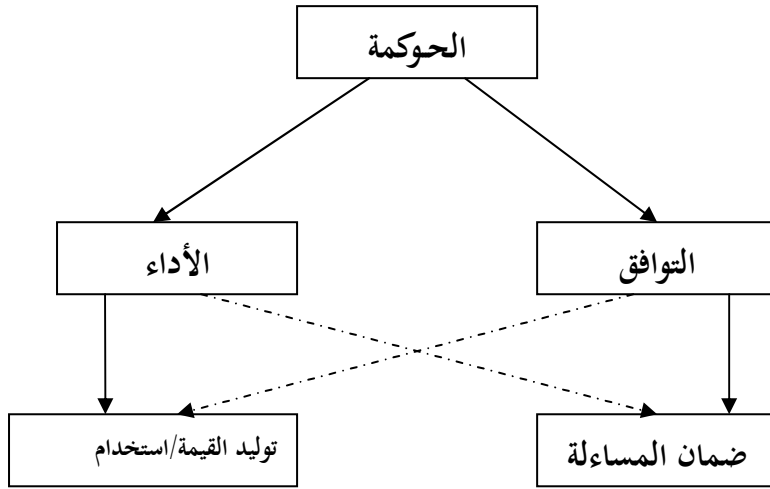 الحوكمة
التوافق
الأداء
ضمان المساءلة
توليد القيمة/استخدام